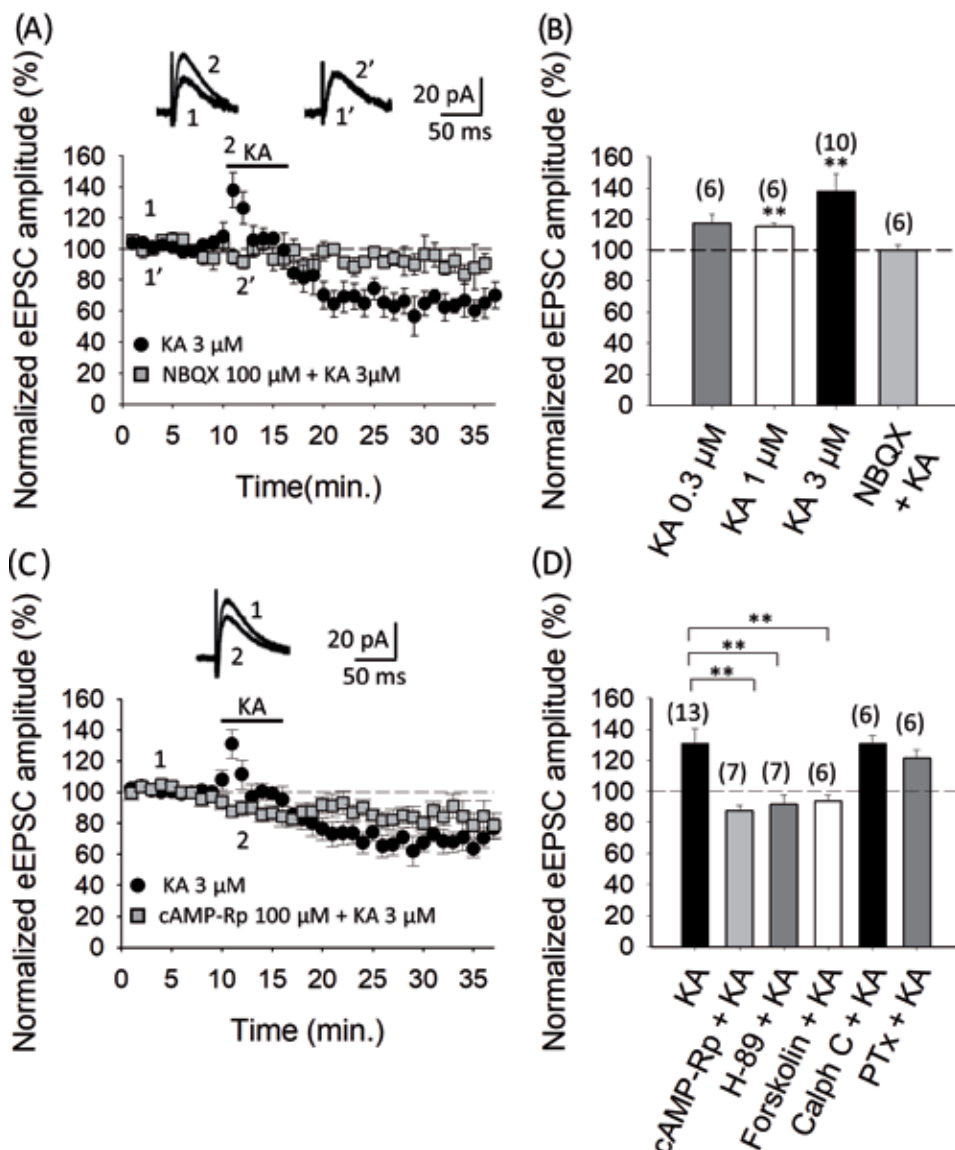 (A)
Normalized eEPSC amplitude (%)
2
1
2’
1’
20 pA
50 ms
160
140
120
100
80
60
40
20
0
2
KA
1
1’
2’
KA 3 µM
NBQX 100 µM + KA 3µM
0 5 10 15 20 25 30 35
Time(min.)
(B)
Normalized eEPSC amplitude (%)
160
140
120
100
80
60
40
20
0
(6)
(6)
**
(10)
**
(6)
KA 0.3 µM
KA 1 µM
KA 3 µM
NBQX
+ KA
(C)
Normalized eEPSC amplitude (%)
1
2
20 pA
50 ms
160
140
120
100
80
60
40
20
0
KA
1
2
KA 3 µM
cAMP-Rp 100 µM + KA 3 µM
0 5 10 15 20 25 30 35
Time (min.)
(D)
Normalized eEPSC amplitude (%)
160
140
120
100
80
60
40
20
0
**
**
**
(13)
(7)
(7)
(6)
(6)
(6)
KA
cAMP-Rp + KA
H-89 + KA
Forskolin + KA
Calph C + KA
PTx + KA